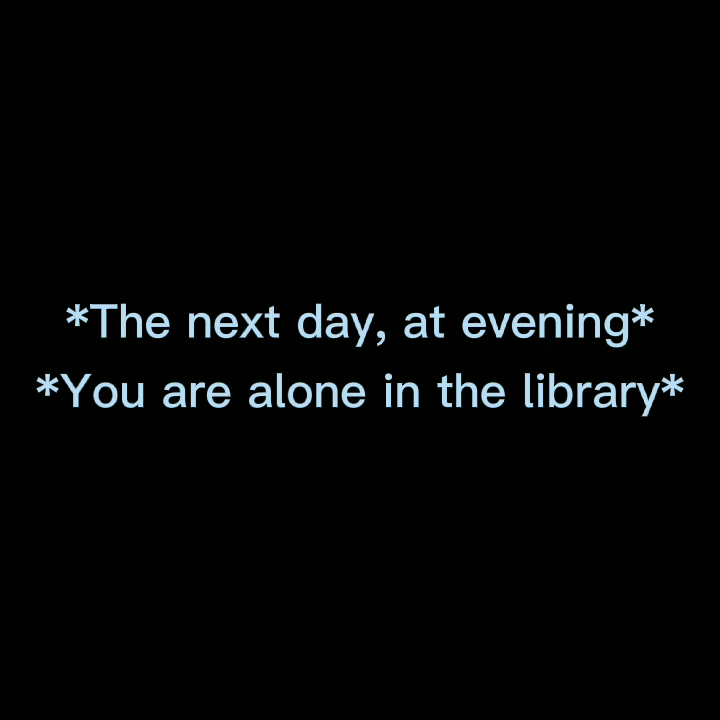 *The next day, at evening*
*You are alone in the library*